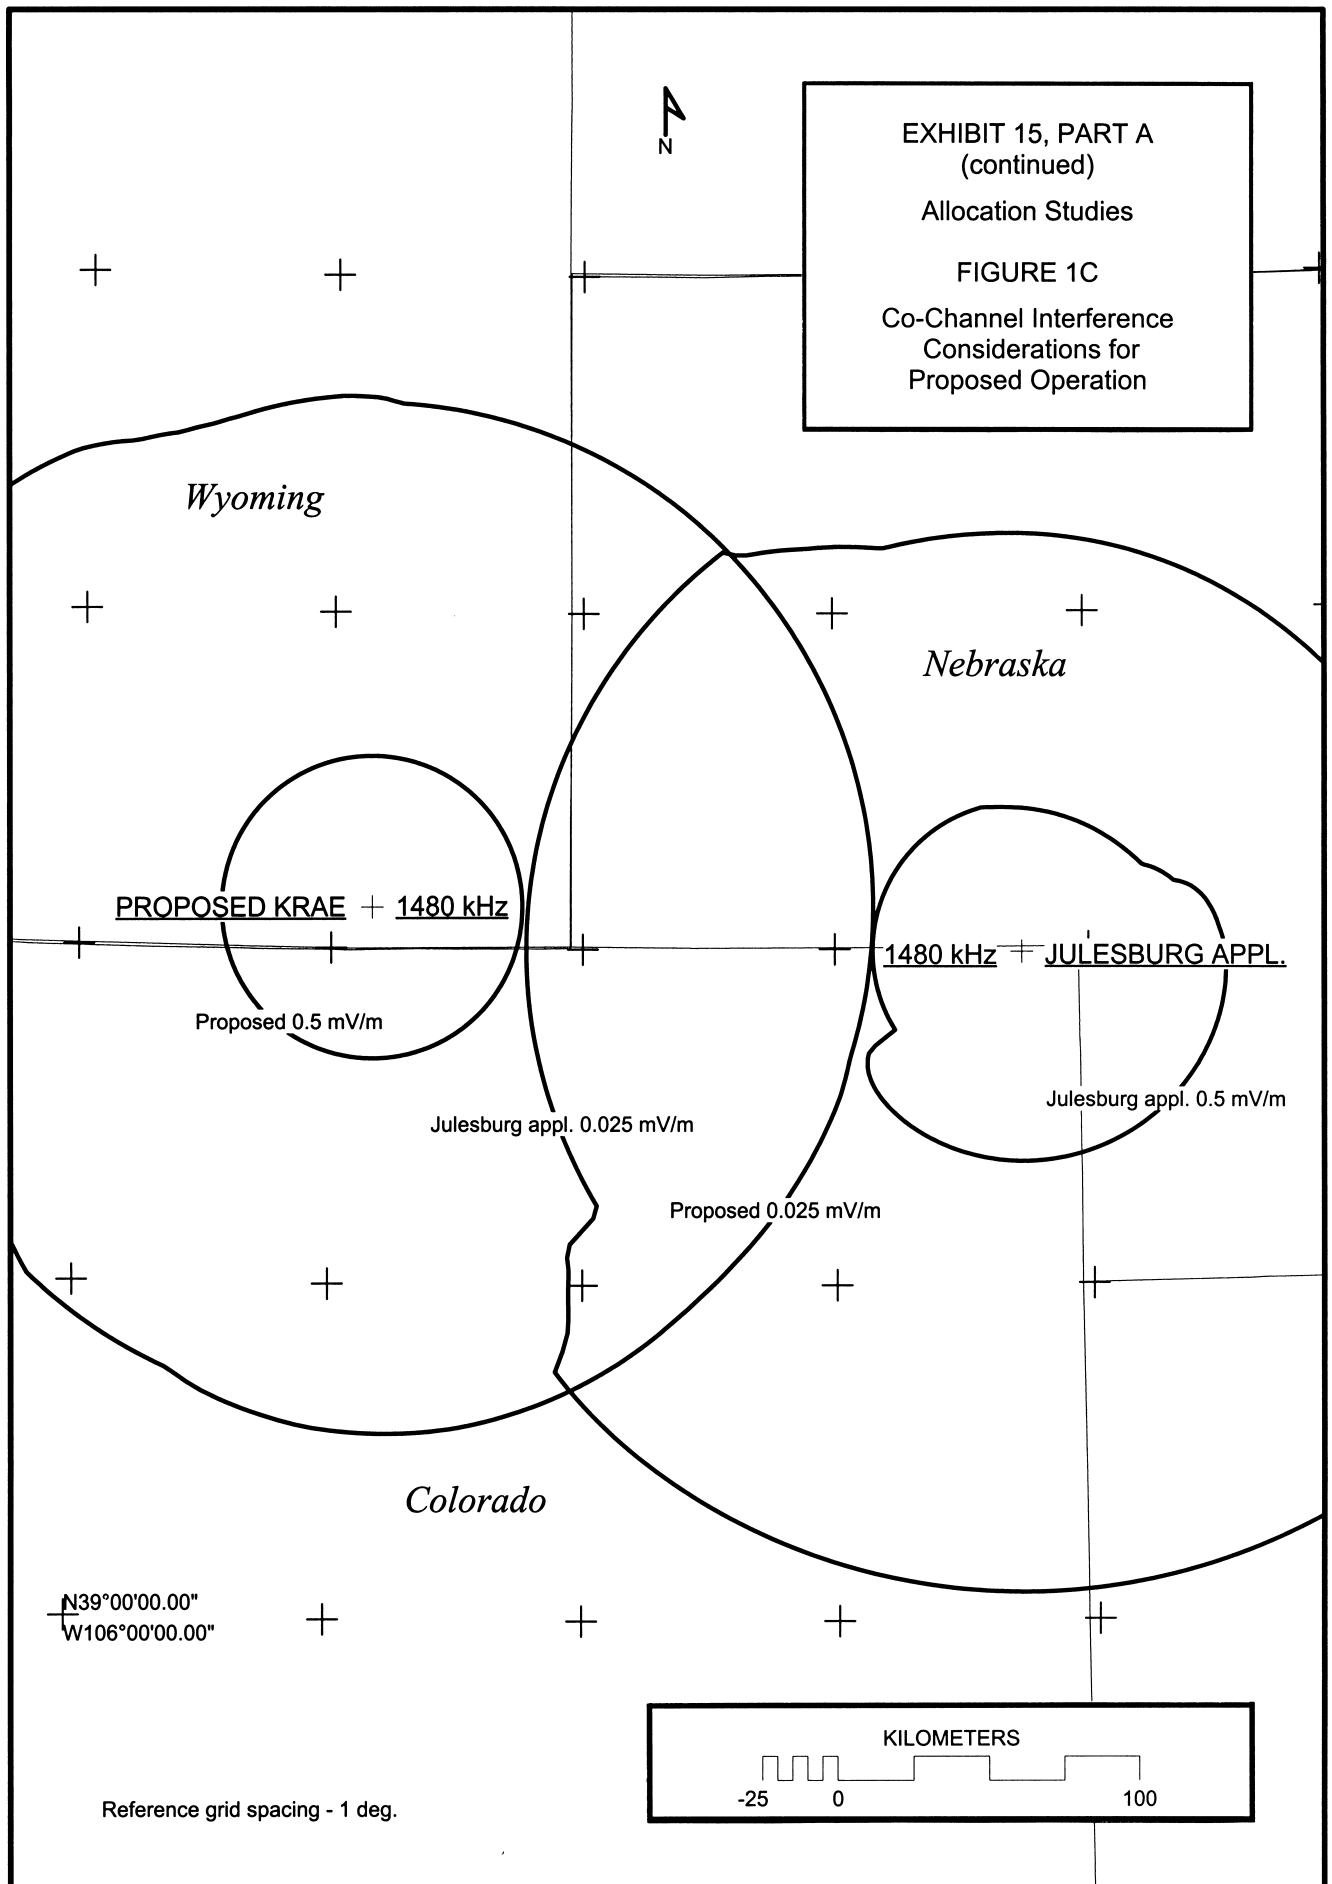 N
EXHIBIT 15, PART A
(continued)
Allocation Studies
FIGURE 1C
Co-Channel Interference
Considerations for
Proposed Operation
Wyoming
Nebraska
PROPOSED KRAE
1480 kHz
1480 kHz
JULESBURG APPL.
Proposed 0.5 mV/m
Julesburg appl. 0.5 mV/m
Julesburg appl. 0.025 mV/m
Proposed 0.025 mV/m
Colorado
N39°00'00.00"
W106°00'00.00"
KILOMETERS
-25 0 100
Reference grid spacing - 1 deg.